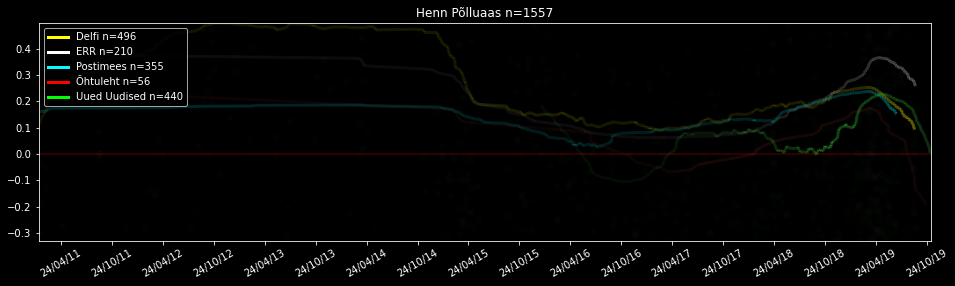 Henn Põlluaas n=1557
Delfi n=496
ERR n=210
Postimees n=355
Õhtuleht n=56
Uued Uudised n=440
0.4
0.3
0.2
0.1
0.0
−0.1
−0.2
−0.3
24/04/11 24/10/11 24/04/12 24/10/12 24/04/13 24/10/13 24/04/14 24/10/14 24/04/15 24/10/15 24/04/16 24/10/16 24/04/17 24/10/17 24/04/18 24/10/18 24/04/19 24/10/19